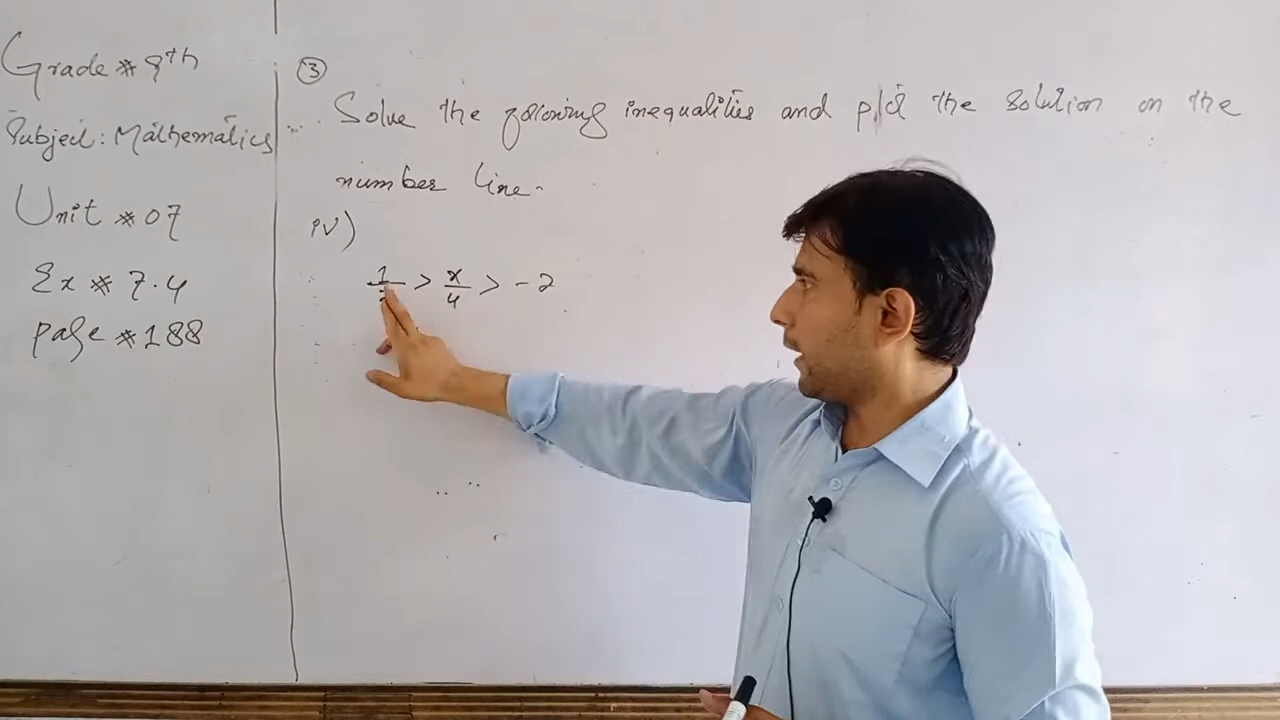 Grade # 9th
Subject: Mathematics
Unit # 07
Ex # 7.4
page # 188
③
Solve the following inequalities and plot the solution on the
number line.
iv)
1/2 > x/4 > -2